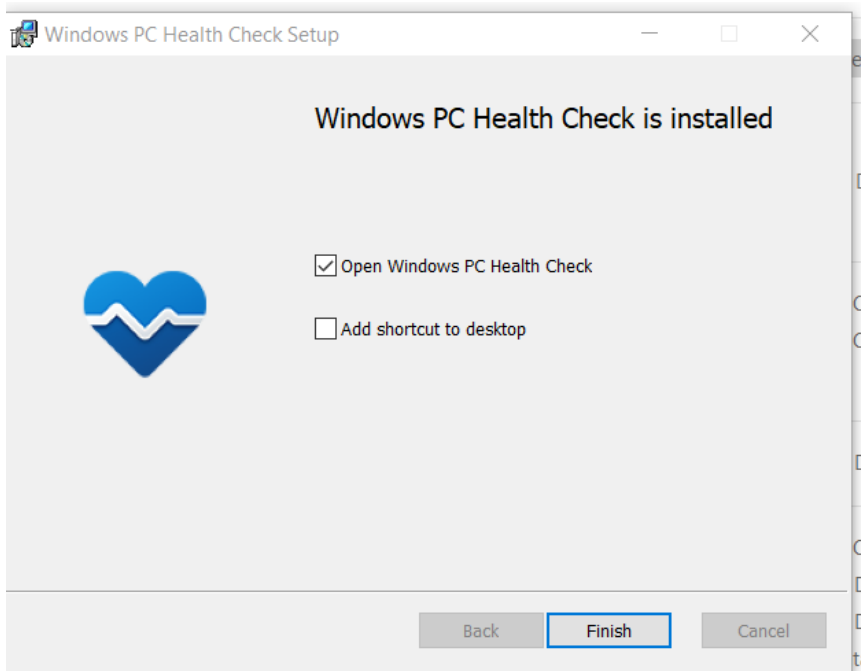 Windows PC Health Check Setup
Windows PC Health Check is installed
Open Windows PC Health Check
Add shortcut to desktop
Back
Finish
Cancel